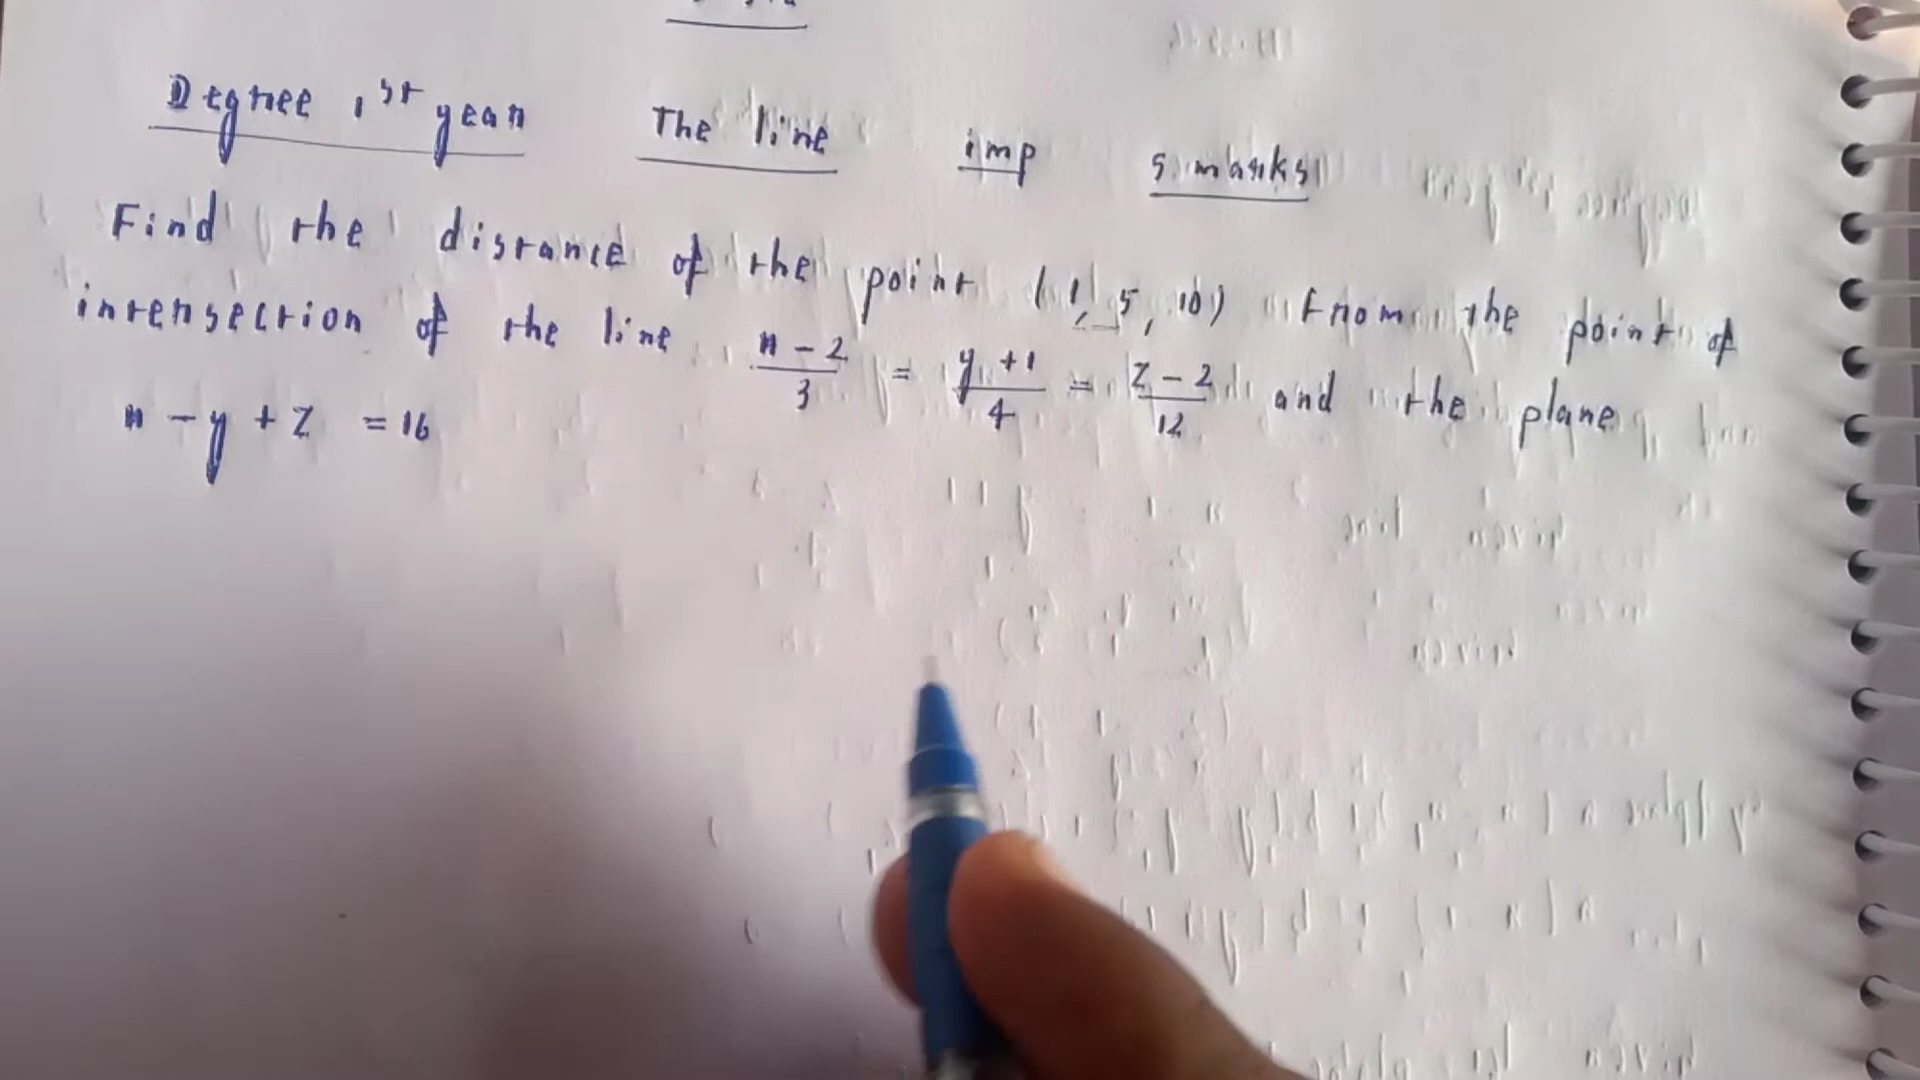 Degree 1st year The line imp 5 marks
Find the distance of the point (1, 5, 10) from the point of
intersection of the line x - 2 / 3 = y + 1 / 4 = z - 2 / 12 and the plane
x - y + z = 16